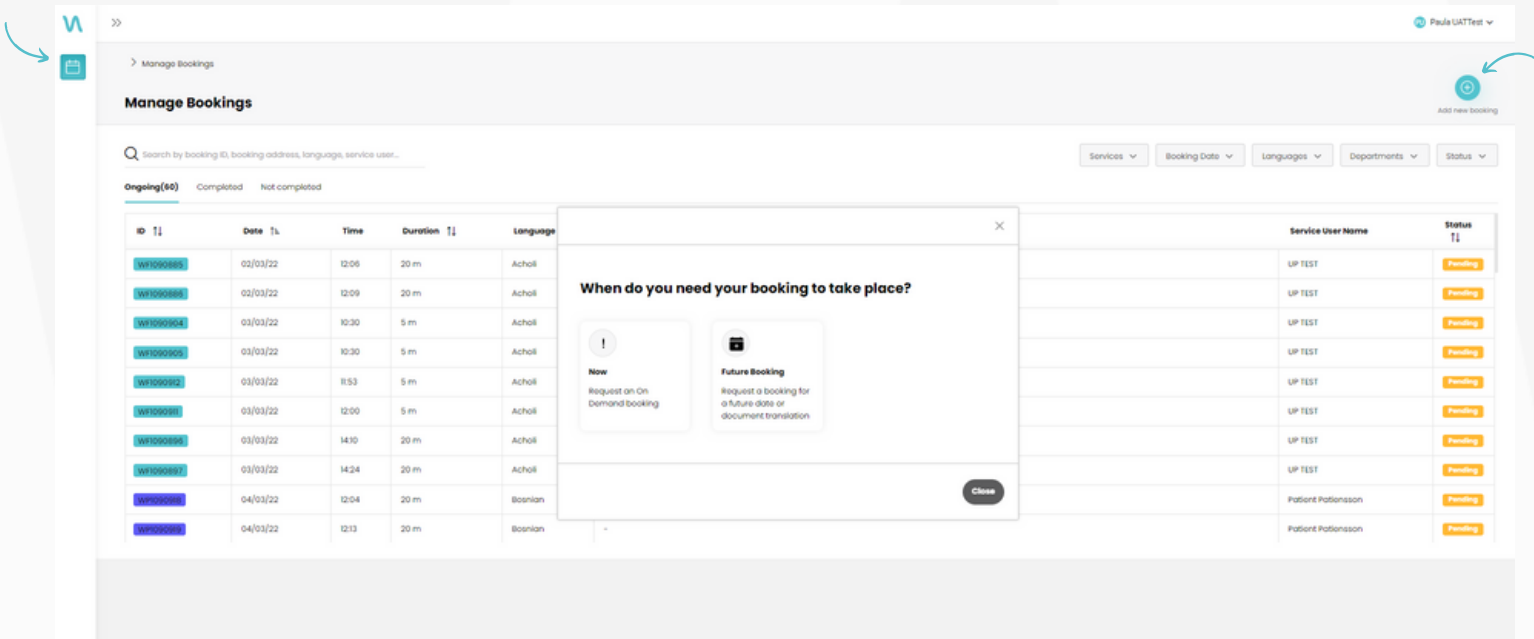 Paula UATTest
Manage Bookings
Manage Bookings
Add new booking
Search by booking ID, booking address, language, service user...
Services Booking Date Languages Departments Status
Ongoing(60) Completed Not completed
ID Date Time Duration Language Service User Name Status
WF1090885 02/03/22 12:06 20 m Acholi UP TEST Pending
WF1090886 02/03/22 12:09 20 m Acholi UP TEST Pending
WF1090904 03/03/22 10:30 5 m Acholi UP TEST Pending
WF1090905 03/03/22 10:30 5 m Acholi UP TEST Pending
WF1090912 03/03/22 11:53 5 m Acholi UP TEST Pending
WF1090911 03/03/22 12:00 5 m Acholi UP TEST Pending
WF1090896 03/03/22 14:10 20 m Acholi UP TEST Pending
WF1090897 03/03/22 14:24 20 m Acholi UP TEST Pending
04/03/22 12:04 20 m Bosnian Patient Pationsson Pending
04/03/22 12:13 20 m Bosnian - Patient Pationsson Pending
When do you need your booking to take place?
Now
Request an On
Demand booking
Future Booking
Request a booking for
a future date or
document translation
Close